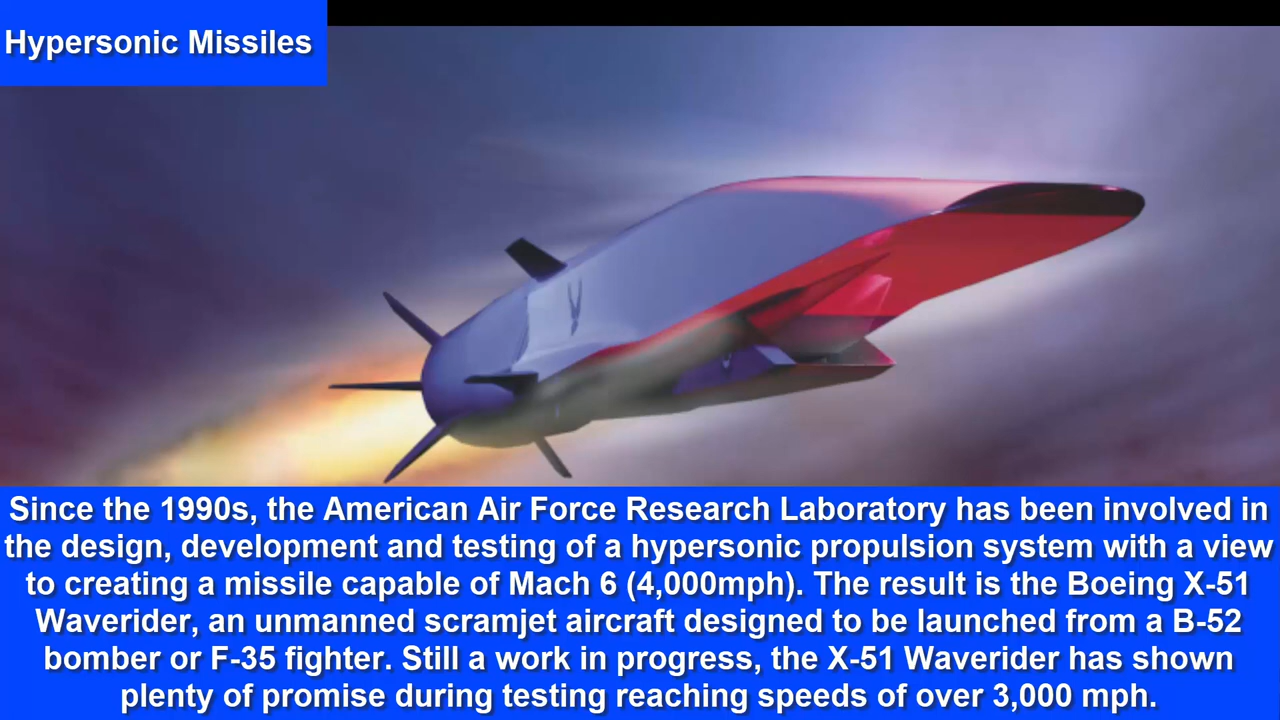 Hypersonic Missiles
Since the 1990s, the American Air Force Research Laboratory has been involved in
the design, development and testing of a hypersonic propulsion system with a view
to creating a missile capable of Mach 6 (4,000mph). The result is the Boeing X-51
Waverider, an unmanned scramjet aircraft designed to be launched from a B-52
bomber or F-35 fighter. Still a work in progress, the X-51 Waverider has shown
plenty of promise during testing reaching speeds of over 3,000 mph.